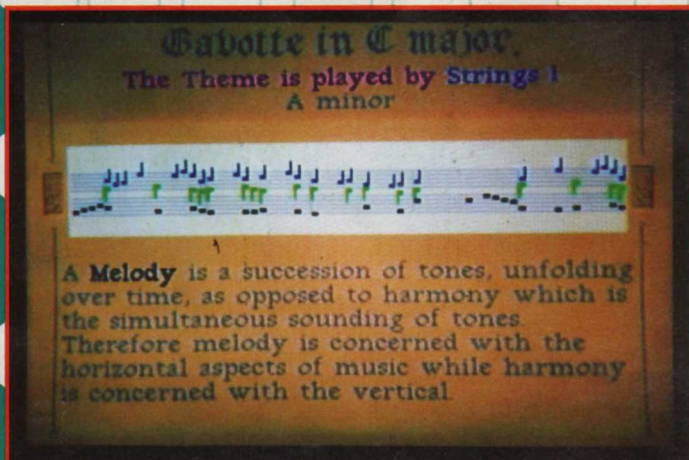 Gavotte in C major.
The Theme is played by Strings 1
A minor
A Melody is a succession of tones, unfolding
over time, as opposed to harmony which is
the simultaneous sounding of tones.
Therefore melody is concerned with the
horizontal aspects of music while harmony
is concerned with the vertical.